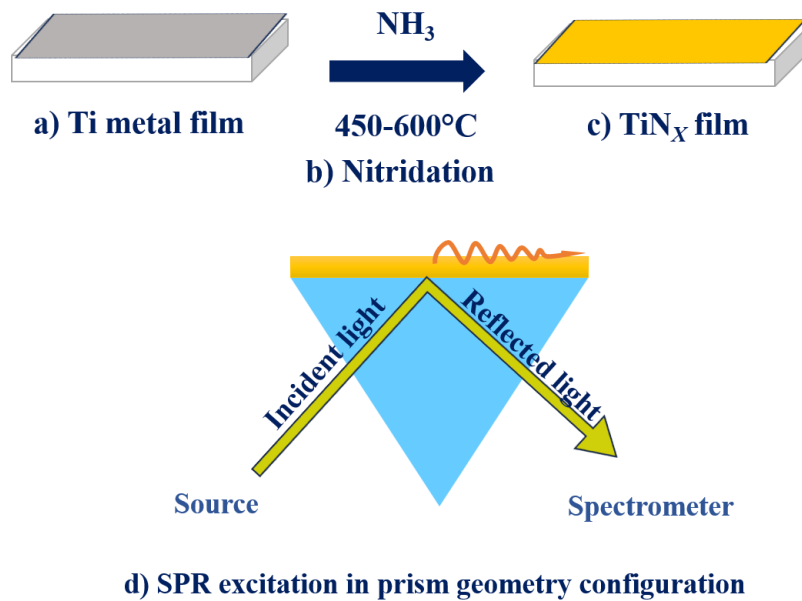 NH₃
a) Ti metal film
450-600°C
c) TiNX film
b) Nitridation
Incident light
Reflected light
Source
Spectrometer
d) SPR excitation in prism geometry configuration